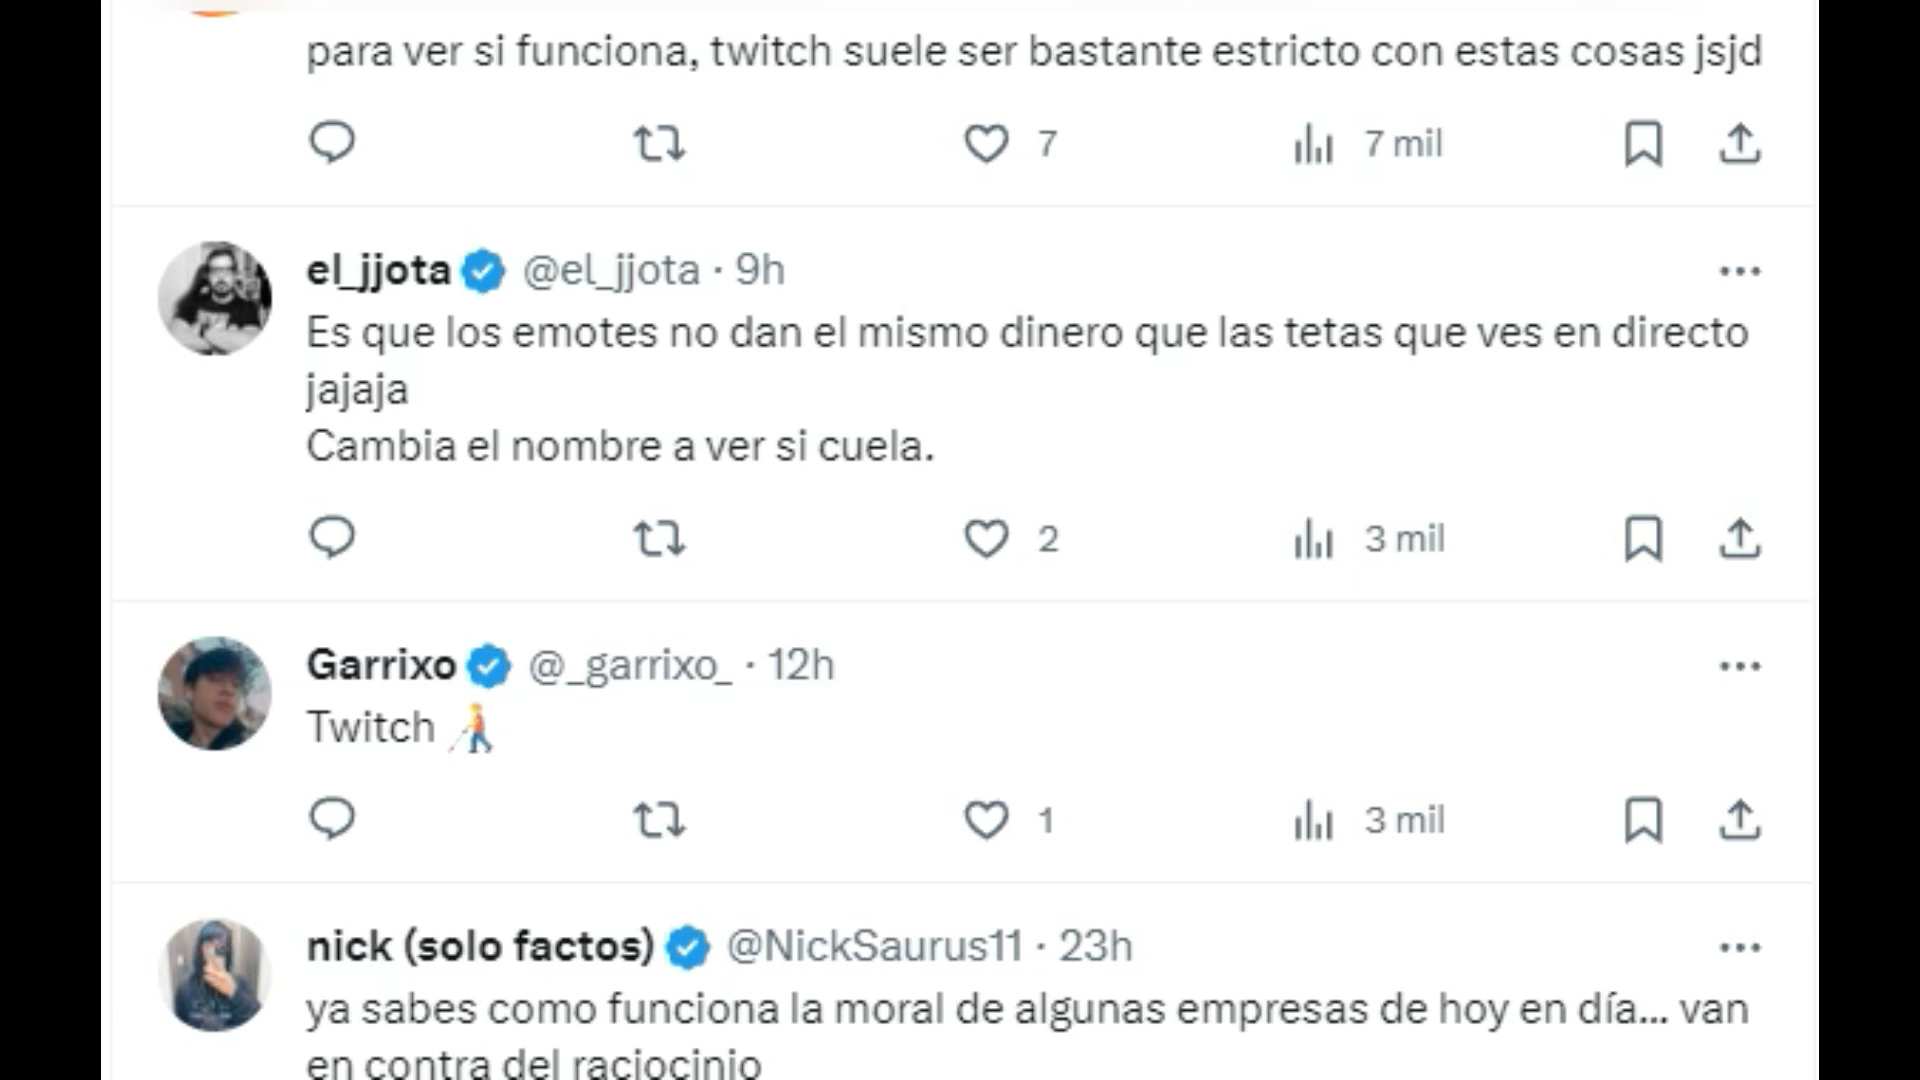 para ver si funciona, twitch suele ser bastante estricto con estas cosas jsjd
7 7 mil
el_jjota @el_jjota · 9h
Es que los emotes no dan el mismo dinero que las tetas que ves en directo
jajaja
Cambia el nombre a ver si cuela.
2 3 mil
Garrixo @_garrixo_ · 12h
Twitch
1 3 mil
nick (solo factos) @NickSaurus11 · 23h
ya sabes como funciona la moral de algunas empresas de hoy en día... van
en contra del raciocinio